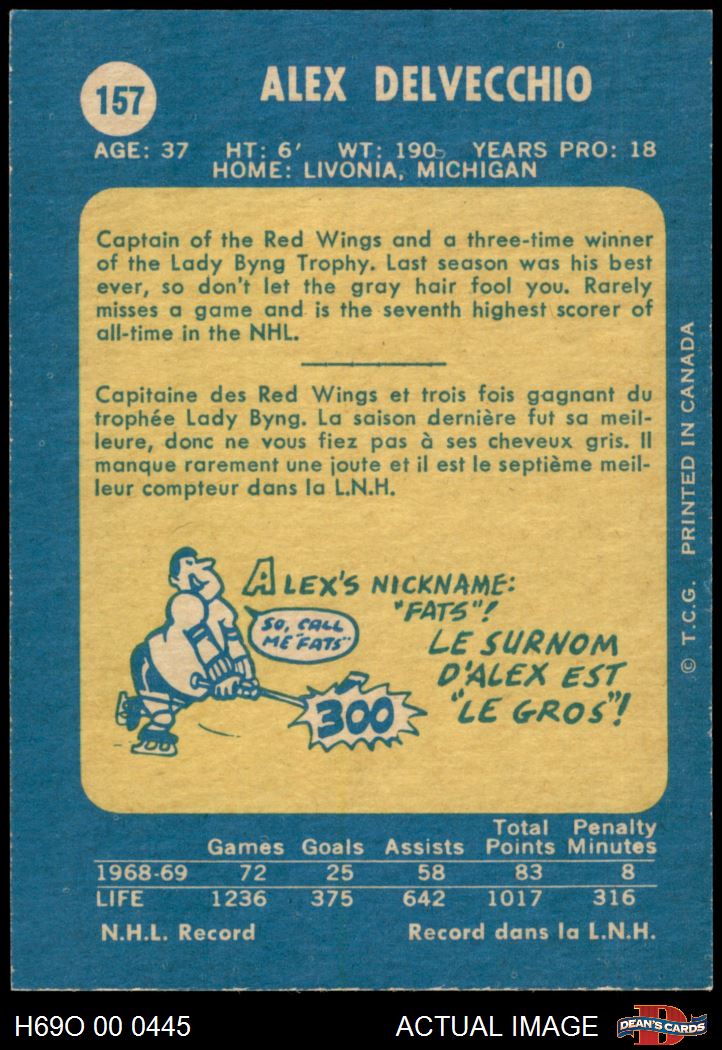 157
ALEX DELVECCHIO
AGE: 37 HT: 6' WT: 190 YEARS PRO: 18
HOME: LIVONIA, MICHIGAN
Captain of the Red Wings and a three-time winner
of the Lady Byng Trophy. Last season was his best
ever, so don't let the gray hair fool you. Rarely
misses a game and is the seventh highest scorer of
all-time in the NHL.
Capitaine des Red Wings et trois fois gagnant du
trophée Lady Byng. La saison dernière fut sa meil-
leure, donc ne vous fiez pas à ses cheveux gris. Il
manque rarement une joute et il est le septième meil-
leur compteur dans la L.N.H.
ALEX'S NICKNAME:
"FATS"!
SO, CALL
ME "FATS"
LE SURNOM
D'ALEX EST
"LE GROS"!
300
© T.C.G. PRINTED IN CANADA
Games Goals Assists Total Points Penalty Minutes
1968-69 72 25 58 83 8
LIFE 1236 375 642 1017 316
N.H.L. Record Record dans la L.N.H.
H69O 00 0445 ACTUAL IMAGE D DEAN'S CARDS